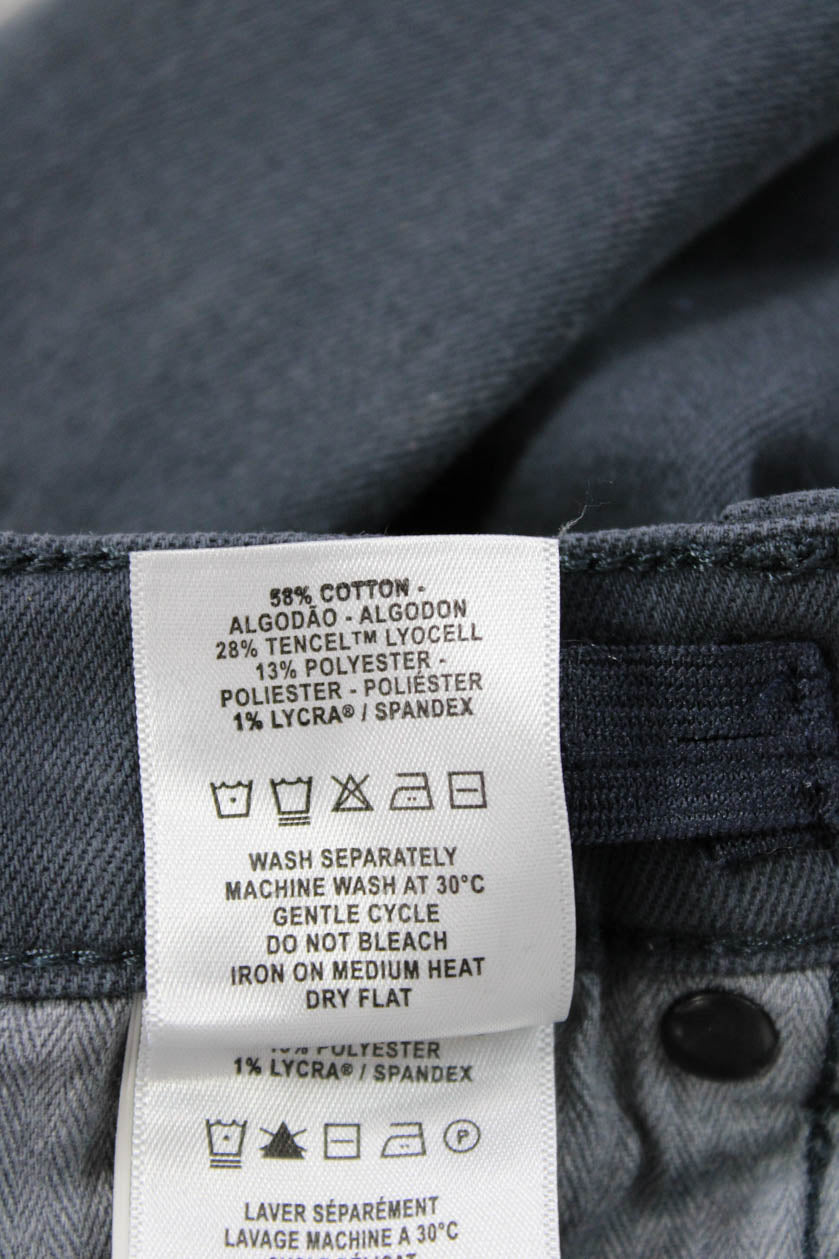 58% COTTON -
ALGODÃO - ALGODON
28% TENCEL™ LYOCELL
13% POLYESTER -
POLIESTER - POLIÉSTER
1% LYCRA® / SPANDEX
WASH SEPARATELY
MACHINE WASH AT 30°C
GENTLE CYCLE
DO NOT BLEACH
IRON ON MEDIUM HEAT
DRY FLAT
POLYESTER
1% LYCRA® / SPANDEX
P
LAVER SÉPARÉMENT
LAVAGE MACHINE A 30°C